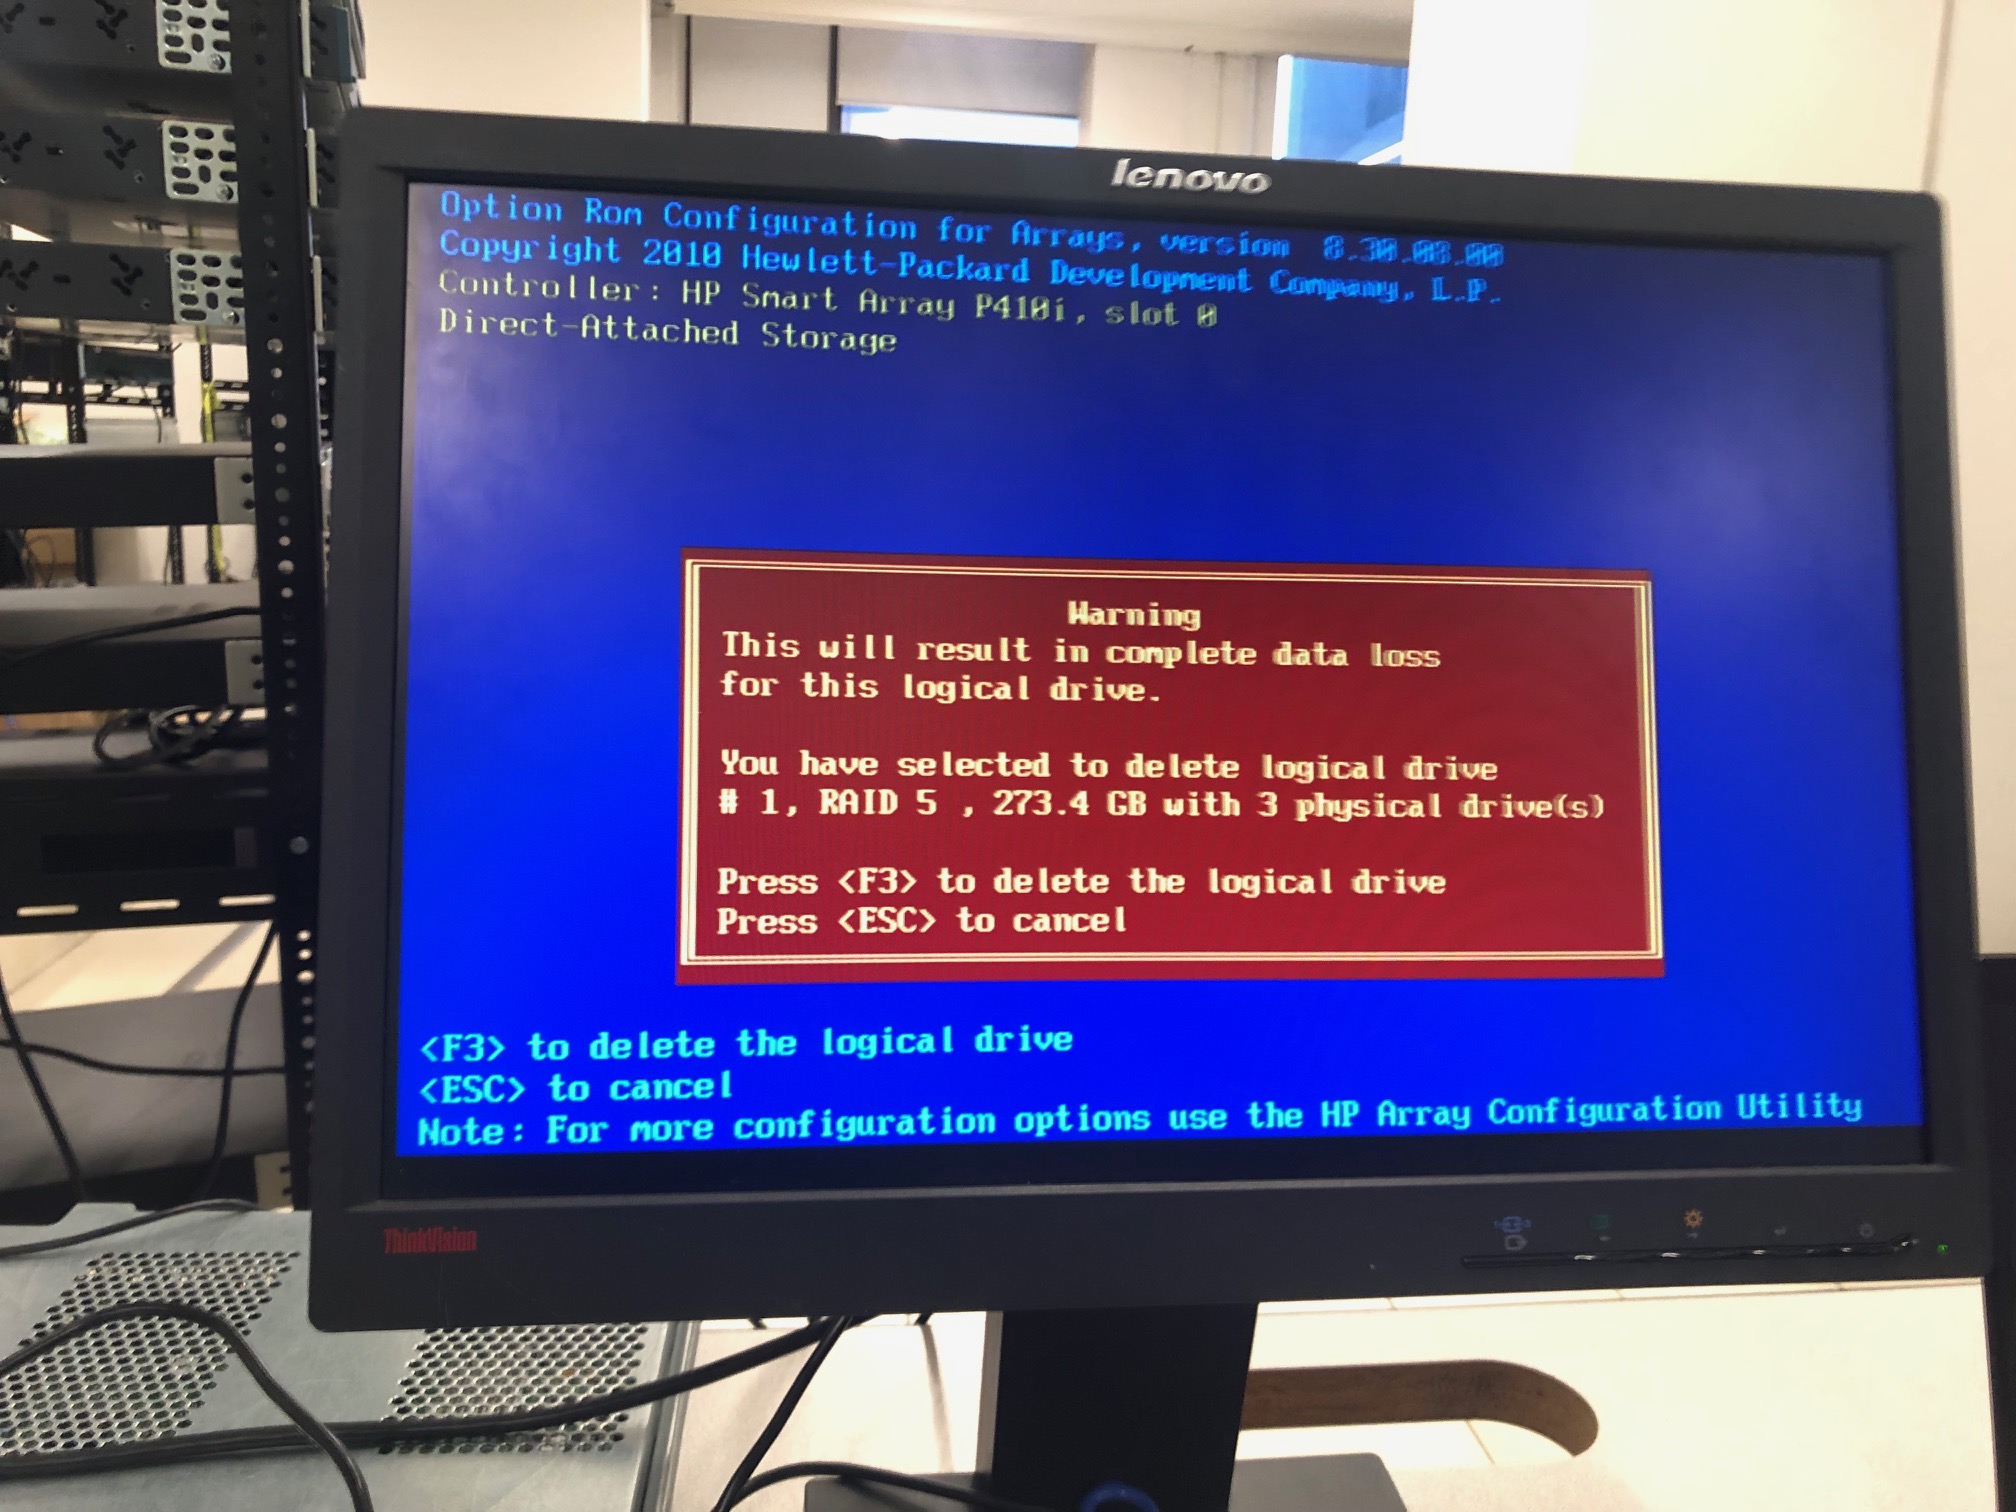 lenovo
Option Rom Configuration for Arrays, version 8.30.03.00
Copyright 2010 Hewlett-Packard Development Company, L.P.
Controller: HP Smart Array P410i, slot 0
Direct-Attached Storage
Warning
This will result in complete data loss
for this logical drive.
You have selected to delete logical drive
# 1, RAID 5 , 273.4 GB with 3 physical drive(s)
Press <F3> to delete the logical drive
Press <ESC> to cancel
<F3> to delete the logical drive
<ESC> to cancel
Note: For more configuration options use the HP Array Configuration Utility
ThinkVision